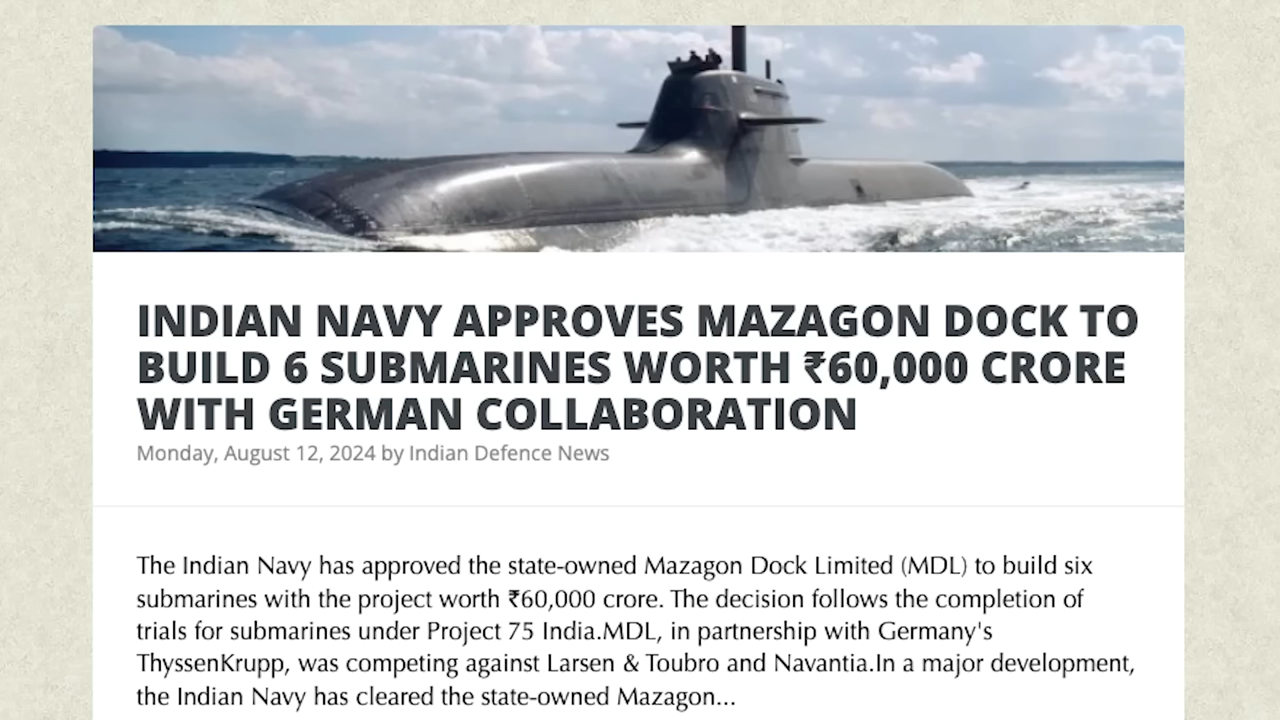 INDIAN NAVY APPROVES MAZAGON DOCK TO
BUILD 6 SUBMARINES WORTH ₹60,000 CRORE
WITH GERMAN COLLABORATION
Monday, August 12, 2024 by Indian Defence News
The Indian Navy has approved the state-owned Mazagon Dock Limited (MDL) to build six
submarines with the project worth ₹60,000 crore. The decision follows the completion of
trials for submarines under Project 75 India.MDL, in partnership with Germany's
ThyssenKrupp, was competing against Larsen & Toubro and Navantia.In a major development,
the Indian Navy has cleared the state-owned Mazagon...